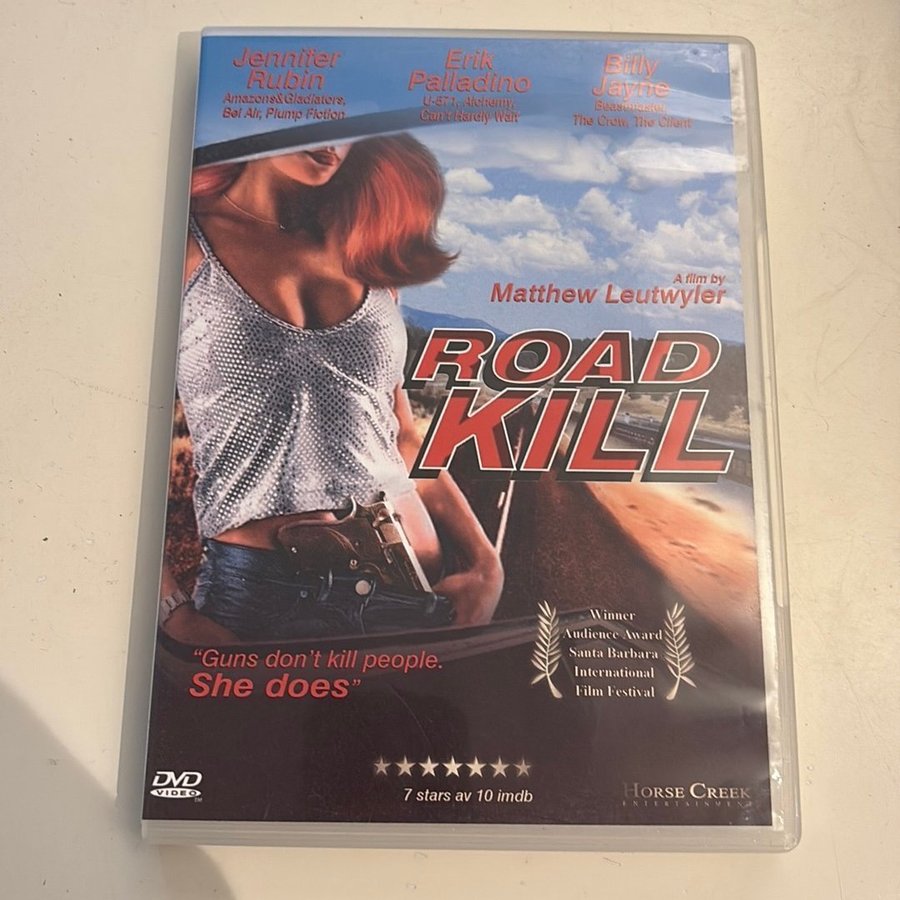 Jennifer
Rubin
Amazons&Gladiators,
Bel Air, Plump Fiction
Erik
Palladino
U-571, Alchemy,
Can't Hardly Wait
Billy
Jayne
Beastmaster,
The Crow, The Client
A film by
Matthew Leutwyler
ROAD
KILL
Winner
Audience Award
Santa Barbara
International
Film Festival
"Guns don't kill people.
She does"
7 stars av 10 imdb
DVD
VIDEO
TM
HORSE CREEK
ENTERTAINMENT